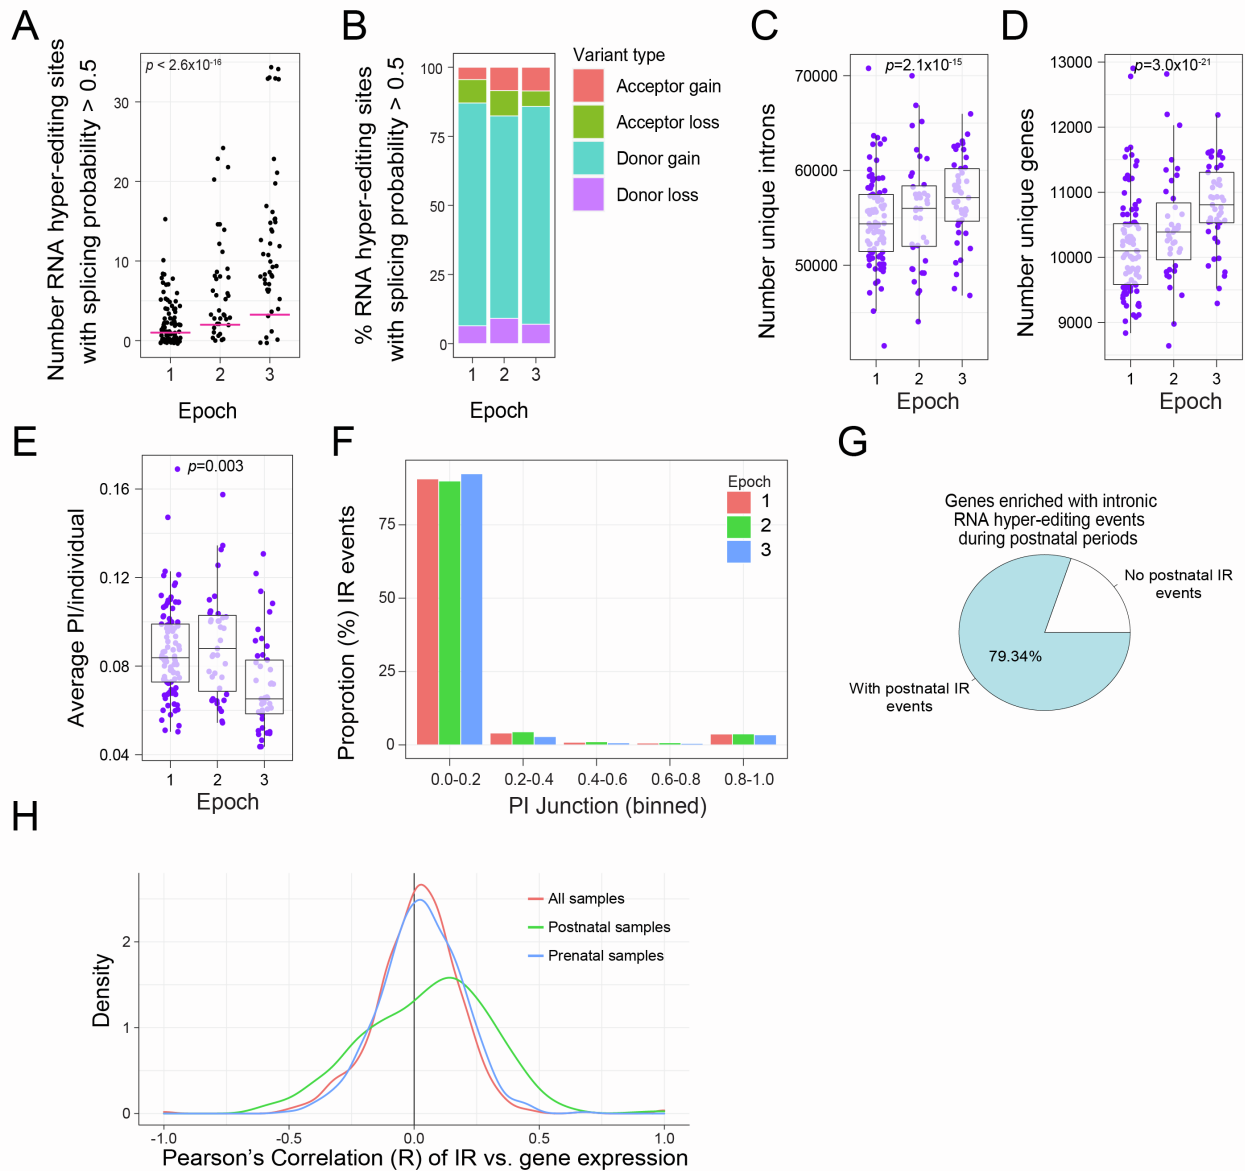 A
Number RNA hyper-editing sites
with splicing probability > 0.5
p < 2.6x10-16
30
20
10
0
1 2 3
Epoch
B
% RNA hyper-editing sites
with splicing probability > 0.5
100
75
50
25
0
1 2 3
Epoch
Variant type
Acceptor gain
Acceptor loss
Donor gain
Donor loss
C
Number unique introns
p=2.1x10-15
70000
60000
50000
1 2 3
Epoch
D
Number unique genes
p=3.0x10-21
13000
12000
11000
10000
9000
1 2 3
Epoch
E
Average PI/individual
p=0.003
0.16
0.12
0.08
0.04
1 2 3
Epoch
F
Proprotion (%) IR events
75
50
25
0
0.0-0.2 0.2-0.4 0.4-0.6 0.6-0.8 0.8-1.0
PI Junction (binned)
Epoch
1
2
3
G
Genes enriched with intronic
RNA hyper-editing events
during postnatal periods
No postnatal IR
events
79.34%
With postnatal IR
events
H
Density
2
1
0
All samples
Postnatal samples
Prenatal samples
-1.0 -0.5 0.0 0.5 1.0
Pearson's Correlation (R) of IR vs. gene expression